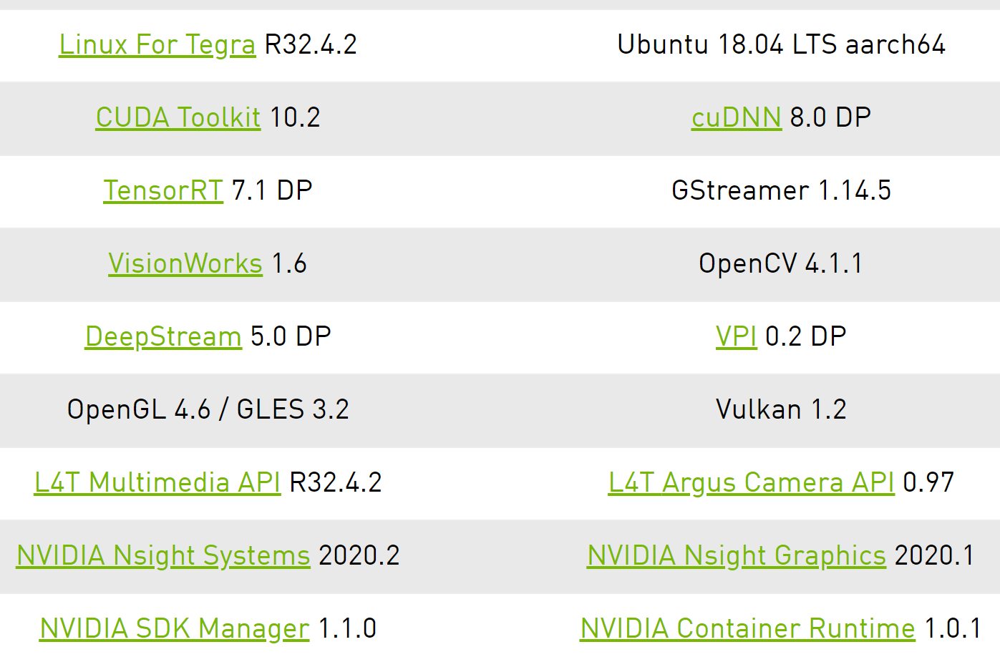 Linux For Tegra R32.4.2 Ubuntu 18.04 LTS aarch64
CUDA Toolkit 10.2 cuDNN 8.0 DP
TensorRT 7.1 DP GStreamer 1.14.5
VisionWorks 1.6 OpenCV 4.1.1
DeepStream 5.0 DP VPI 0.2 DP
OpenGL 4.6 / GLES 3.2 Vulkan 1.2
L4T Multimedia API R32.4.2 L4T Argus Camera API 0.97
NVIDIA Nsight Systems 2020.2 NVIDIA Nsight Graphics 2020.1
NVIDIA SDK Manager 1.1.0 NVIDIA Container Runtime 1.0.1